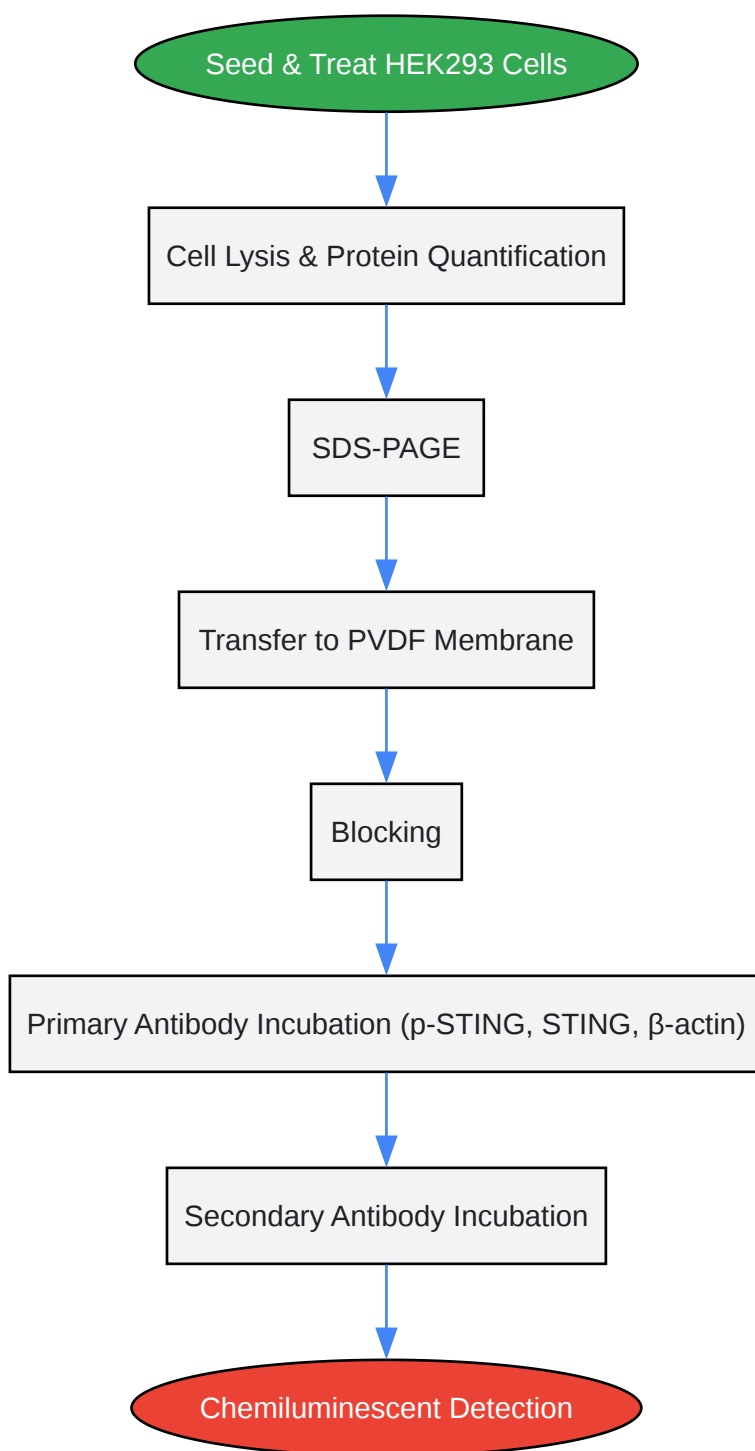 Seed & Treat HEK293 Cells
Cell Lysis & Protein Quantification
SDS-PAGE
Transfer to PVDF Membrane
Blocking
Primary Antibody Incubation (p-STING, STING, β-actin)
Secondary Antibody Incubation
Chemiluminescent Detection